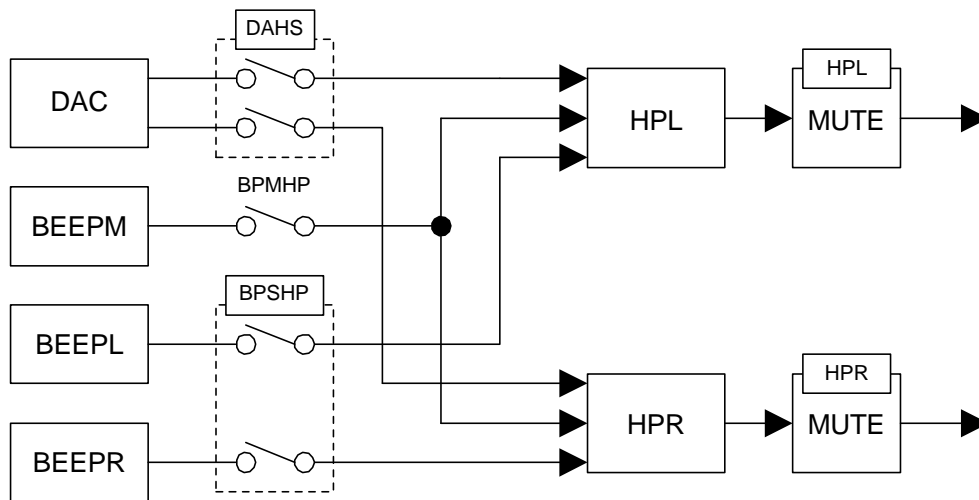 DAHS
DAC
HPL
HPL
MUTE
BPMHP
BEEPM
BPSHP
BEEPL
HPR
HPR
MUTE
BEEPR